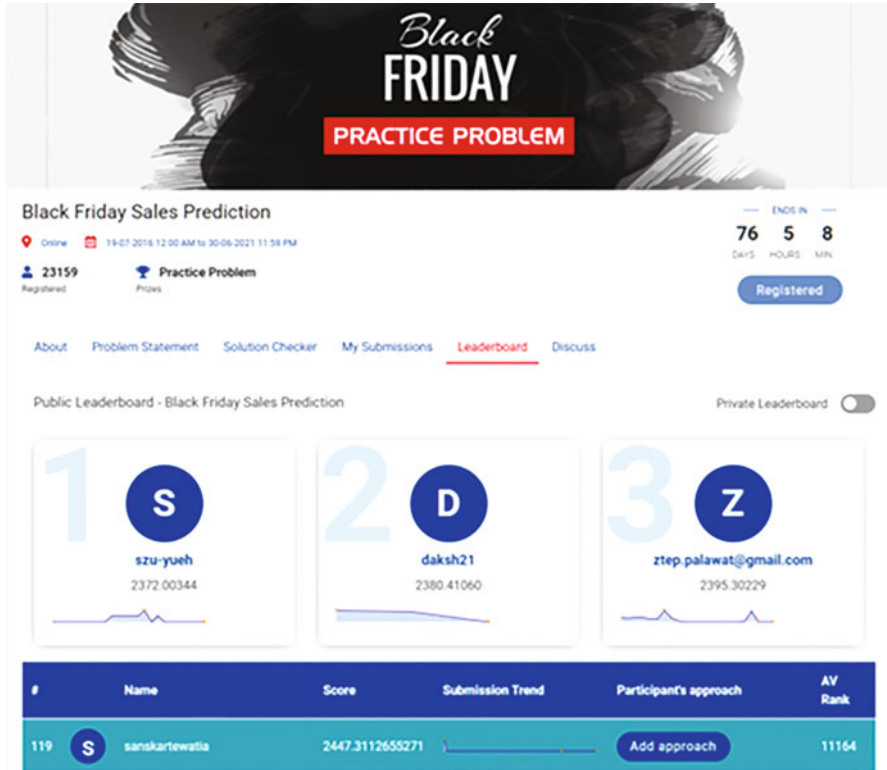 Black
FRIDAY
PRACTICE PROBLEM
Black Friday Sales Prediction
ENDS IN
Online 19-07-2016 12:00 AM to 30-06-2021 11:59 PM
76 5 8
DAYS HOURS MIN
23159 Practice Problem
Registered Prizes
Registered
About Problem Statement Solution Checker My Submissions Leaderboard Discuss
Public Leaderboard - Black Friday Sales Prediction Private Leaderboard
1 2 3
S D Z
szu-yueh daksh21 ztep.palawat@gmail.com
2372.00344 2380.41060 2395.30229
# Name Score Submission Trend Participant's approach AV Rank
119 S sanskartewatia 2447.3112655271 Add approach 11164